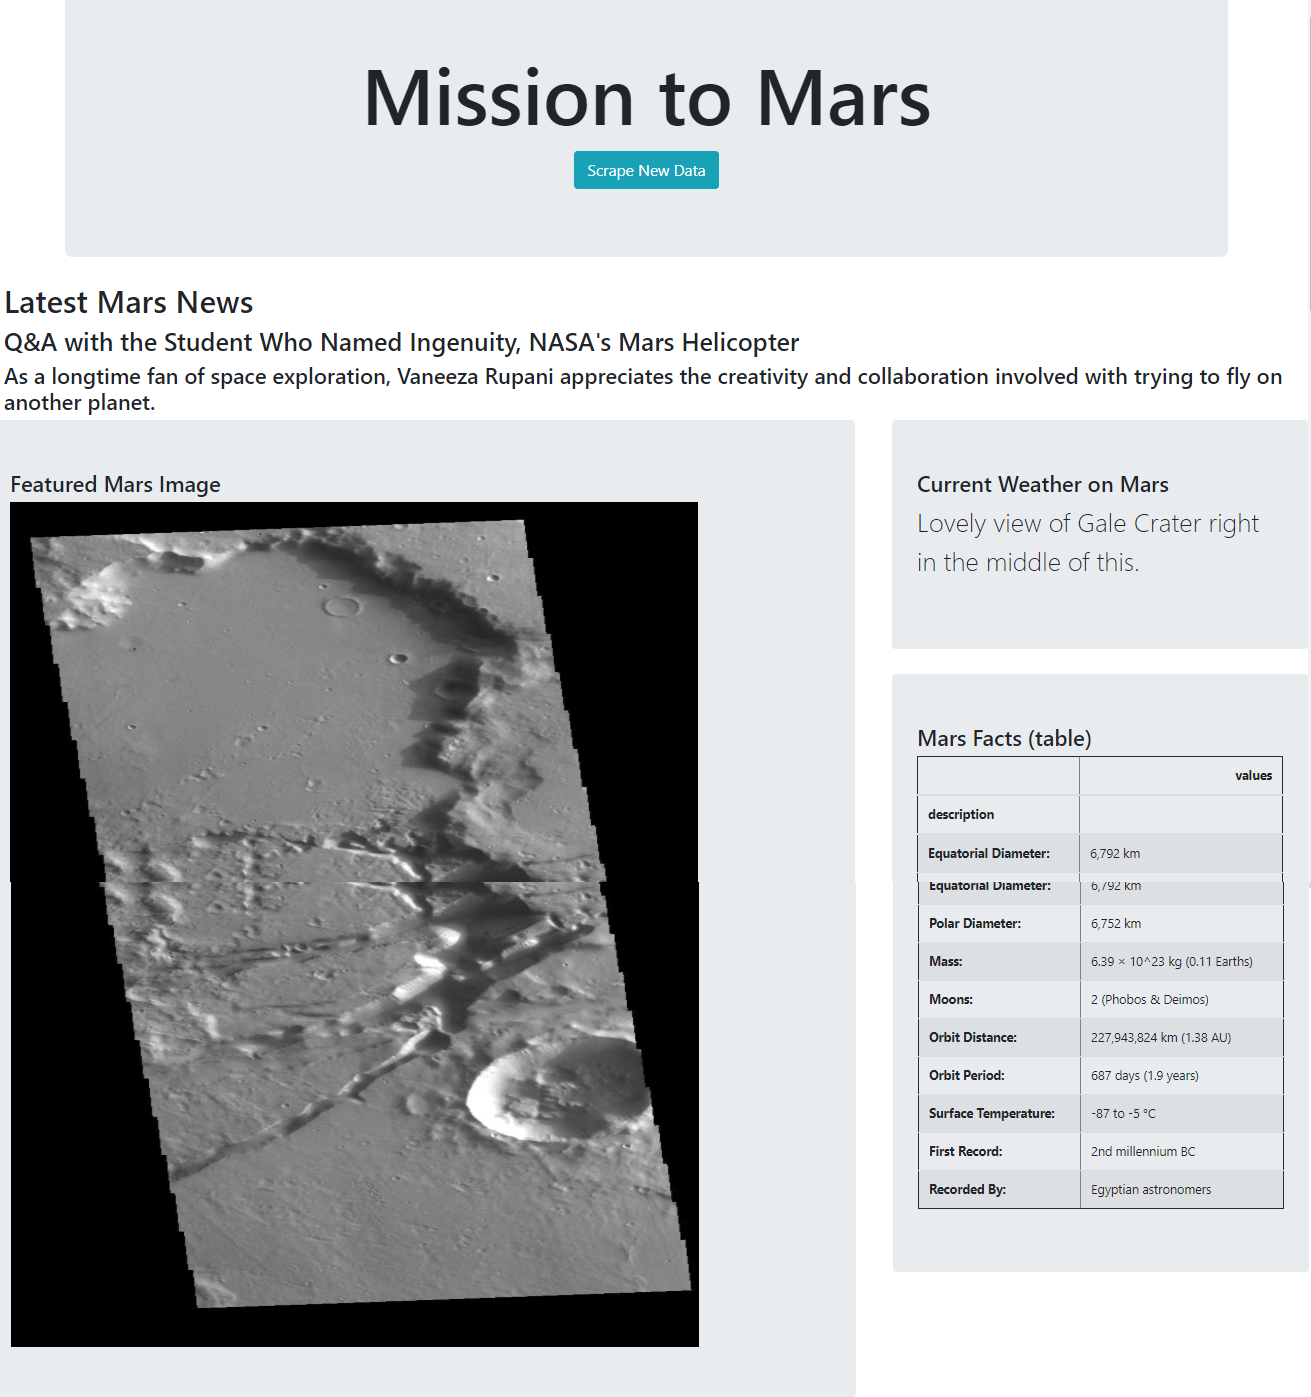 Mission to Mars
Scrape New Data
Latest Mars News
Q&A with the Student Who Named Ingenuity, NASA's Mars Helicopter
As a longtime fan of space exploration, Vaneeza Rupani appreciates the creativity and collaboration involved with trying to fly on
another planet.
Featured Mars Image
Current Weather on Mars
Lovely view of Gale Crater right
in the middle of this.
Mars Facts (table)
values
description
Equatorial Diameter: 6,792 km
Equatorial Diameter: 6,792 km
Polar Diameter: 6,752 km
Mass: 6.39 × 10^23 kg (0.11 Earths)
Moons: 2 (Phobos & Deimos)
Orbit Distance: 227,943,824 km (1.38 AU)
Orbit Period: 687 days (1.9 years)
Surface Temperature: -87 to -5 °C
First Record: 2nd millennium BC
Recorded By: Egyptian astronomers